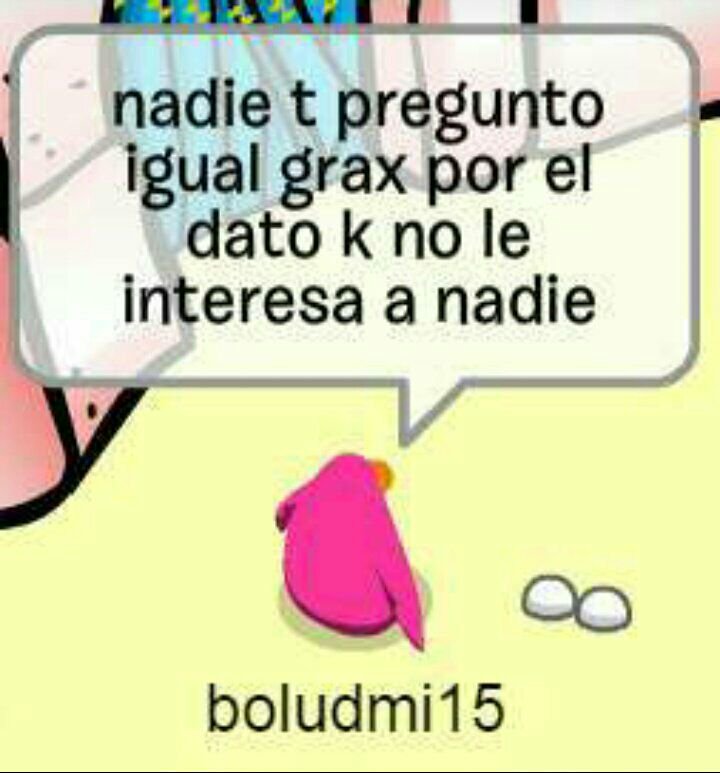 nadie t pregunto
igual grax por el
dato k no le
interesa a nadie
boludmi15